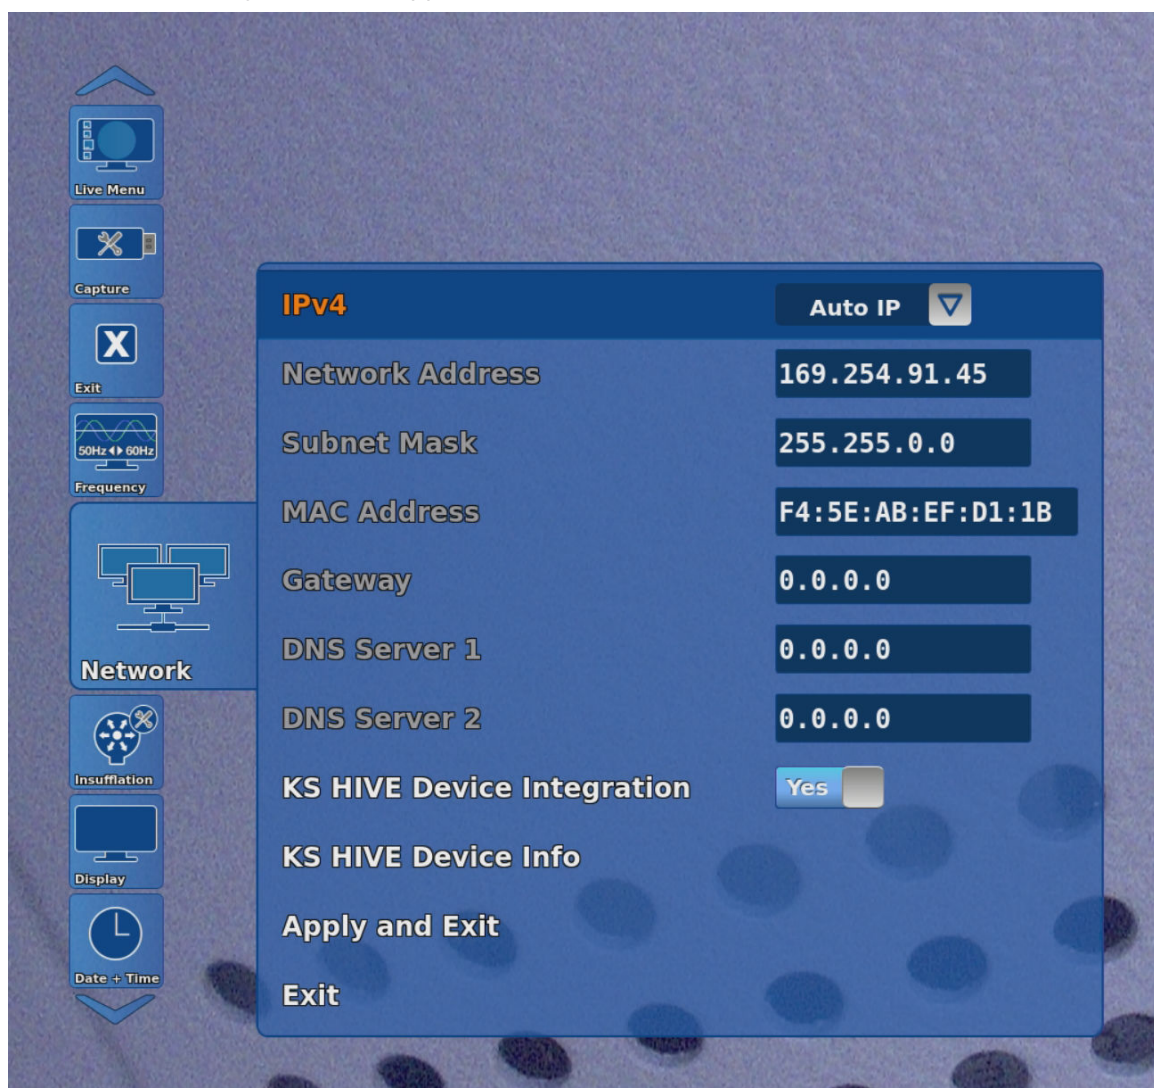 Live Menu
Capture
X
Exit
50Hz 60Hz
Frequency
Network
Insufflation
Display
Date + Time
IPv4 Auto IP
Network Address 169.254.91.45
Subnet Mask 255.255.0.0
MAC Address F4:5E:AB:EF:D1:1B
Gateway 0.0.0.0
DNS Server 1 0.0.0.0
DNS Server 2 0.0.0.0
KS HIVE Device Integration Yes
KS HIVE Device Info
Apply and Exit
Exit